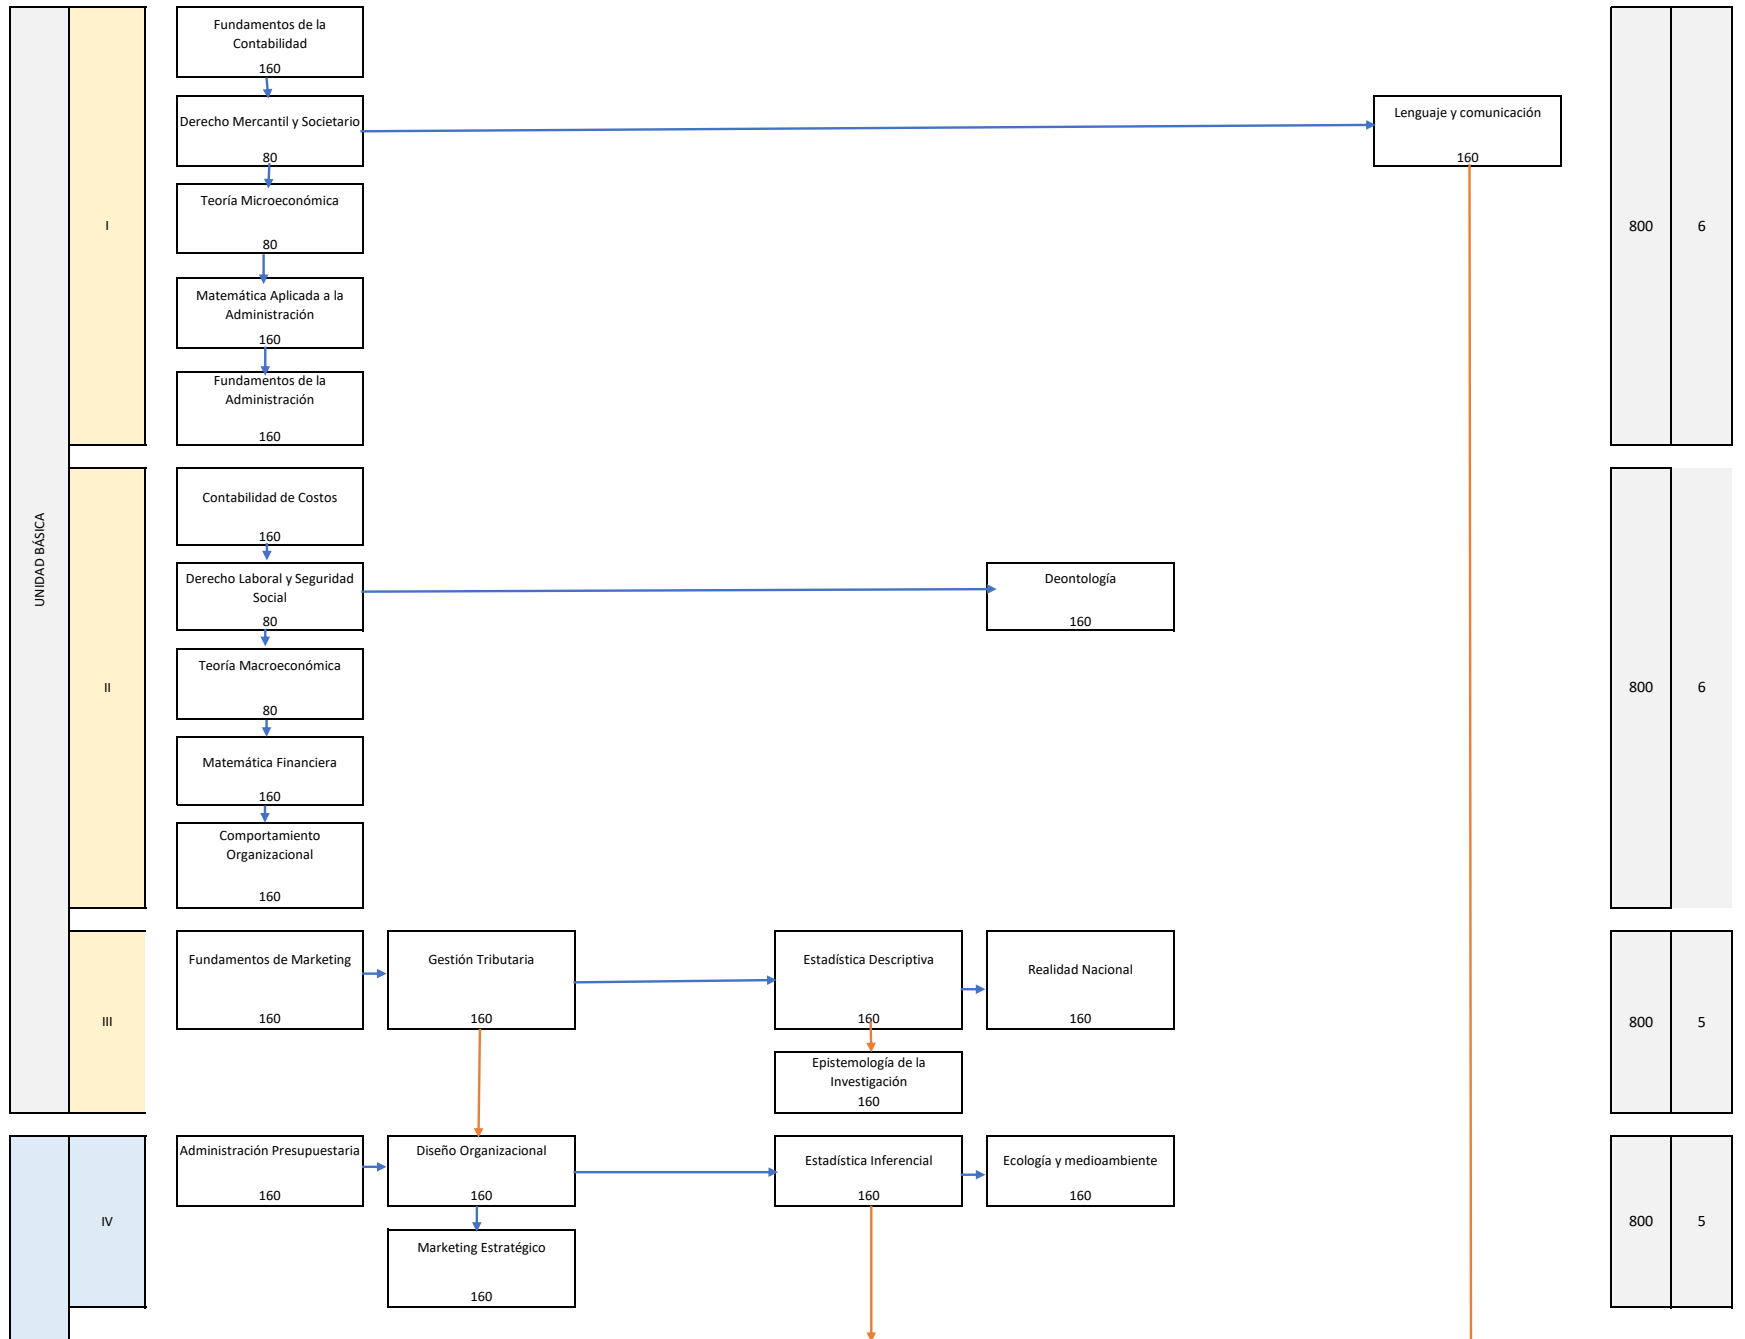 UNIDAD BÁSICA
I
Fundamentos de la
Contabilidad
160
Derecho Mercantil y Societario
80
Lenguaje y comunicación
160
Teoría Microeconómica
80
Matemática Aplicada a la
Administración
160
Fundamentos de la
Administración
160
800
6
II
Contabilidad de Costos
160
Derecho Laboral y Seguridad
Social
80
Deontología
160
Teoría Macroeconómica
80
Matemática Financiera
160
Comportamiento
Organizacional
160
800
6
III
Fundamentos de Marketing
160
Gestión Tributaria
160
Estadística Descriptiva
160
Realidad Nacional
160
Epistemología de la
Investigación
160
800
5
IV
Administración Presupuestaria
160
Diseño Organizacional
160
Estadística Inferencial
160
Ecología y medioambiente
160
Marketing Estratégico
160
800
5